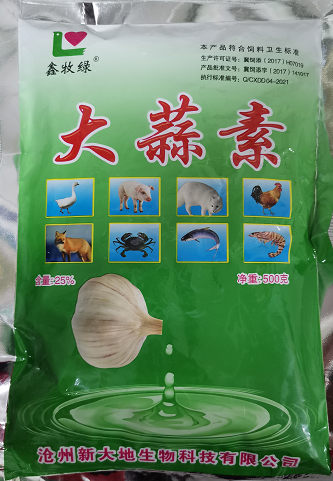 鑫牧绿®
本产品符合饲料卫生标准
生产许可证号：冀饲添（2017）H07019
产品批准文号：冀饲添字（2017）141017
执行标准编号：Q/CXDD04-2021
大蒜素
含量:25%
净重:500克
沧州新大地生物科技有限公司